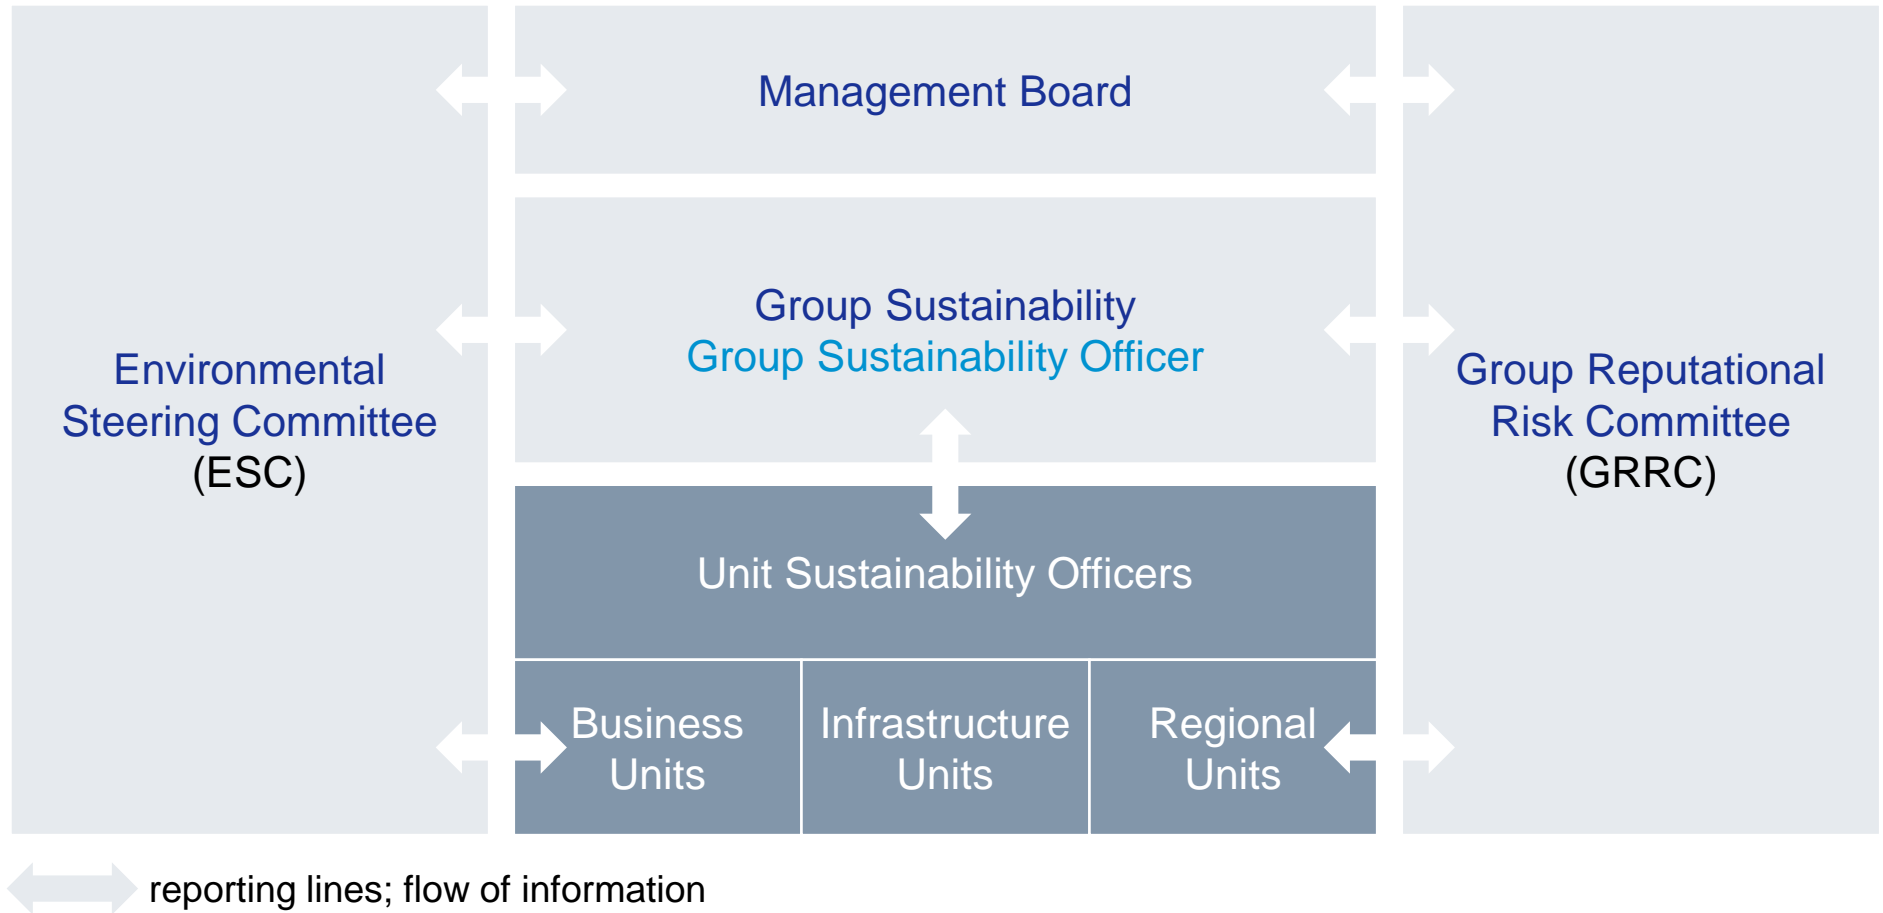 Management Board
Group Sustainability
Group Sustainability Officer
Environmental
Steering Committee
(ESC)
Group Reputational
Risk Committee
(GRRC)
Unit Sustainability Officers
Business
Units
Infrastructure
Units
Regional
Units
reporting lines; flow of information